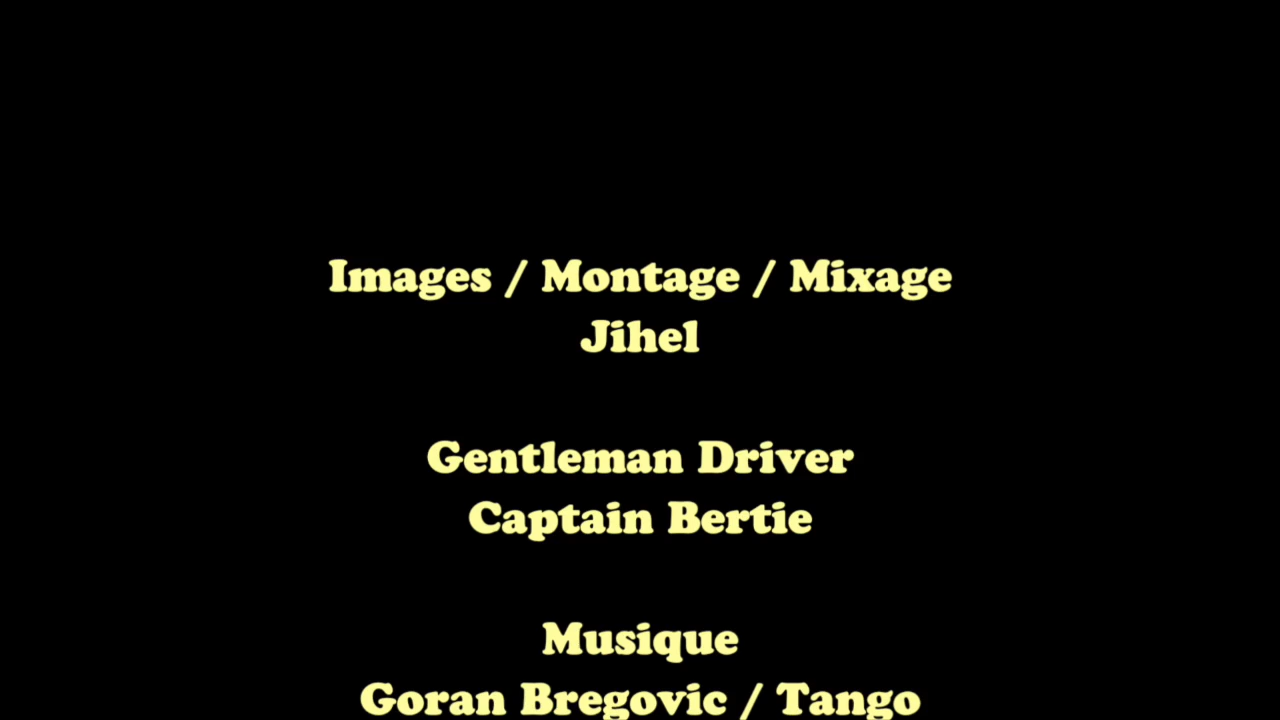 Images / Montage / Mixage
Jihel
Gentleman Driver
Captain Bertie
Musique
Goran Bregovic / Tango